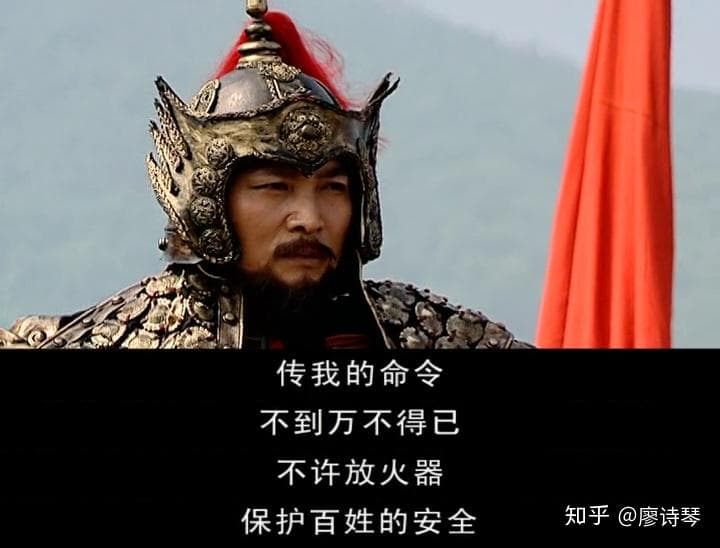 传我的命令
不到万不得已
不许放火器
保护百姓的安全
知乎 @廖诗琴